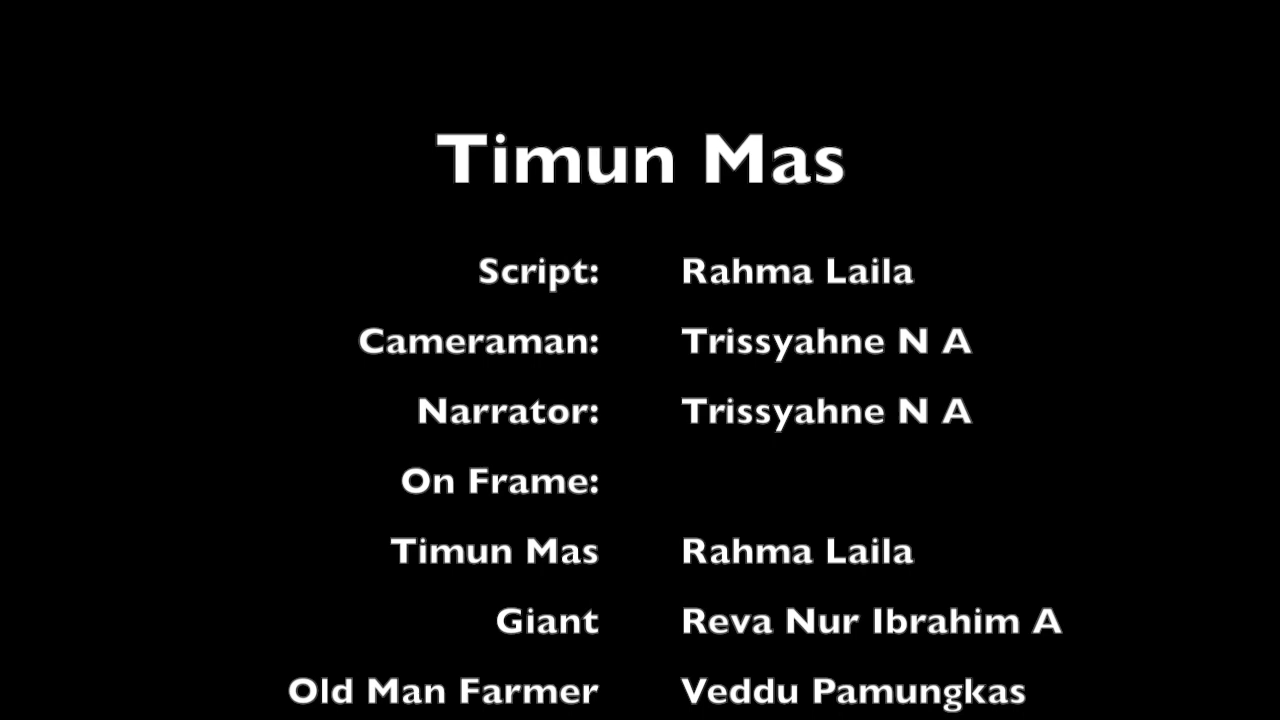 Timun Mas
Script: Rahma Laila
Cameraman: Trissyahne N A
Narrator: Trissyahne N A
On Frame:
Timun Mas Rahma Laila
Giant Reva Nur Ibrahim A
Old Man Farmer Veddu Pamungkas